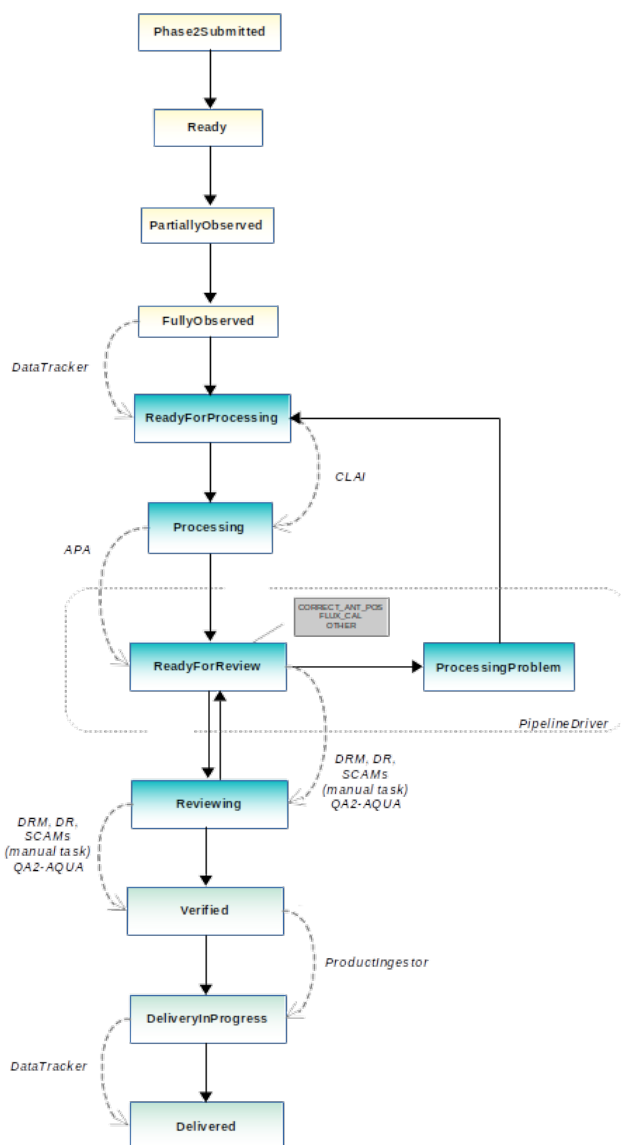 Phase2Submitted
Ready
PartiallyObserved
FullyObserved
DataTracker
ReadyForProcessing
CLAI
Processing
APA
CORRECT_ANT_POS
FLUX_CAL
OTHER
ReadyForReview
ProcessingProblem
PipelineDriver
DRM, DR,
SCAMs
(manual task)
QA2-AQUA
Reviewing
DRM, DR,
SCAMs
(manual task)
QA2-AQUA
Verified
ProductIngestor
DeliveryInProgress
DataTracker
Delivered